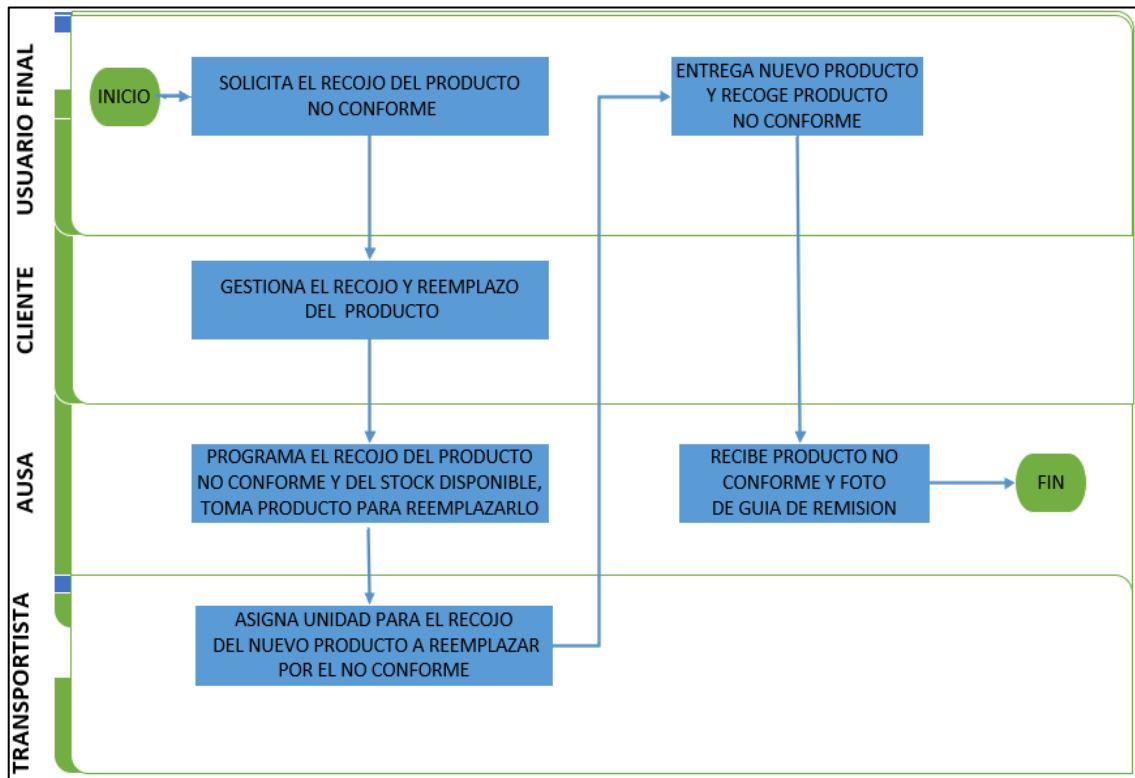 USUARIO FINAL
INICIO
SOLICITA EL RECOJO DEL PRODUCTO
NO CONFORME
ENTREGA NUEVO PRODUCTO
Y RECOGE PRODUCTO
NO CONFORME
CLIENTE
GESTIONA EL RECOJO Y REEMPLAZO
DEL PRODUCTO
AUSA
PROGRAMA EL RECOJO DEL PRODUCTO
NO CONFORME Y DEL STOCK DISPONIBLE,
TOMA PRODUCTO PARA REEMPLAZARLO
RECIBE PRODUCTO NO
CONFORME Y FOTO
DE GUIA DE REMISION
FIN
TRANSPORTISTA
ASIGNA UNIDAD PARA EL RECOJO
DEL NUEVO PRODUCTO A REEMPLAZAR
POR EL NO CONFORME